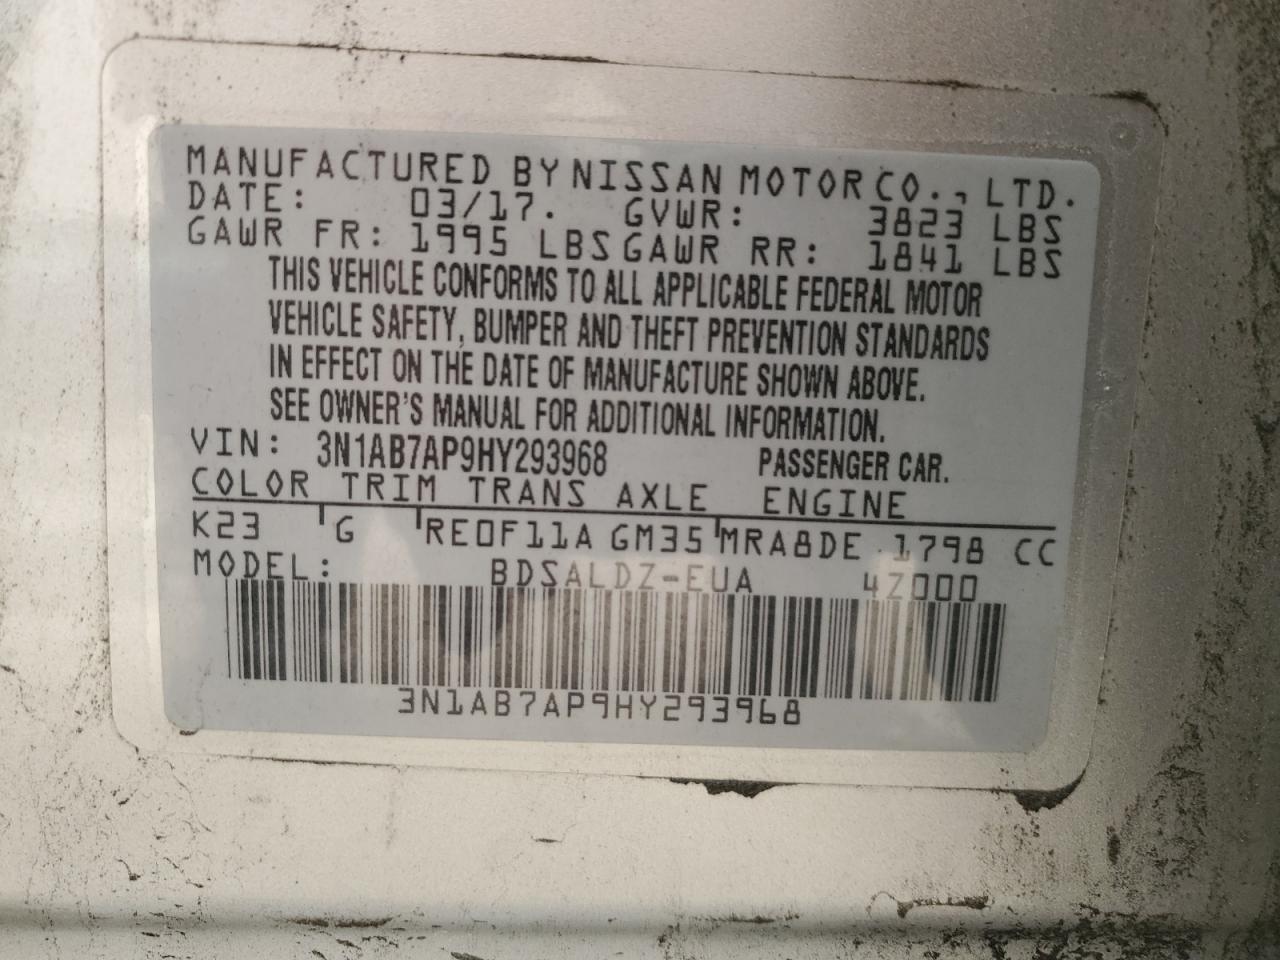 MANUFACTURED BY NISSAN MOTOR CO., LTD.
DATE: 03/17. GVWR: 3823 LBS
GAWR FR: 1995 LBS GAWR RR: 1841 LBS
THIS VEHICLE CONFORMS TO ALL APPLICABLE FEDERAL MOTOR
VEHICLE SAFETY, BUMPER AND THEFT PREVENTION STANDARDS
IN EFFECT ON THE DATE OF MANUFACTURE SHOWN ABOVE.
SEE OWNER'S MANUAL FOR ADDITIONAL INFORMATION.
VIN: 3N1AB7AP9HY293968 PASSENGER CAR.
COLOR TRIM TRANS AXLE ENGINE
K23 G RE0F11A GM35 MRA8DE 1798 CC
MODEL: BDSALDZ-EUA 4Z000
3N1AB7AP9HY293968